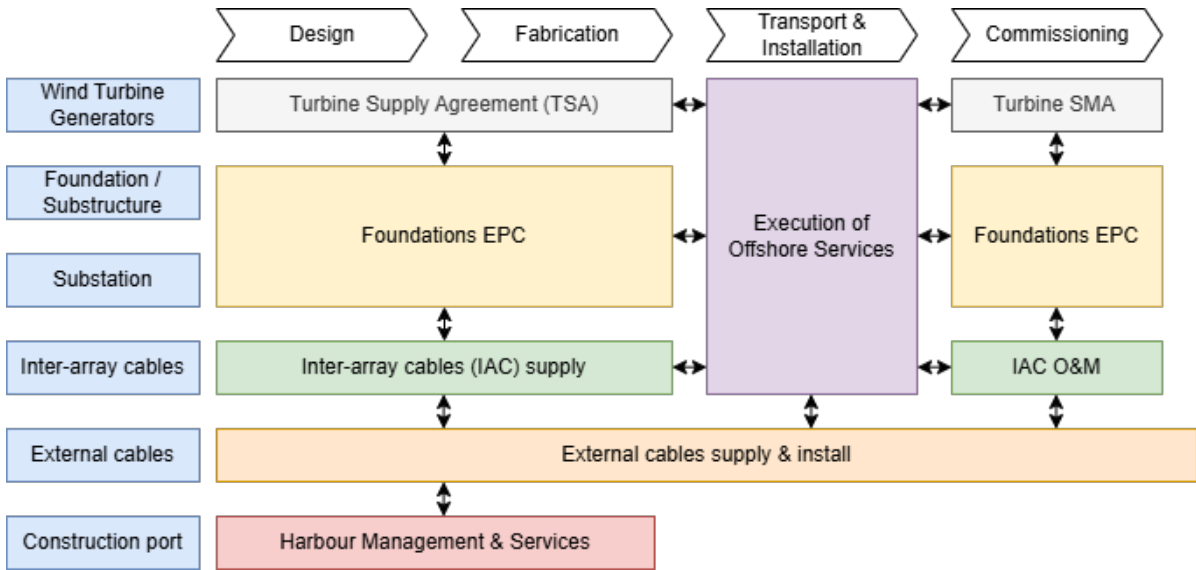 Design
Fabrication
Transport &
Installation
Commissioning
Wind Turbine
Generators
Turbine Supply Agreement (TSA)
Turbine SMA
Foundation /
Substructure
Foundations EPC
Execution of
Offshore Services
Foundations EPC
Substation
Inter-array cables
Inter-array cables (IAC) supply
IAC O&M
External cables
External cables supply & install
Construction port
Harbour Management & Services